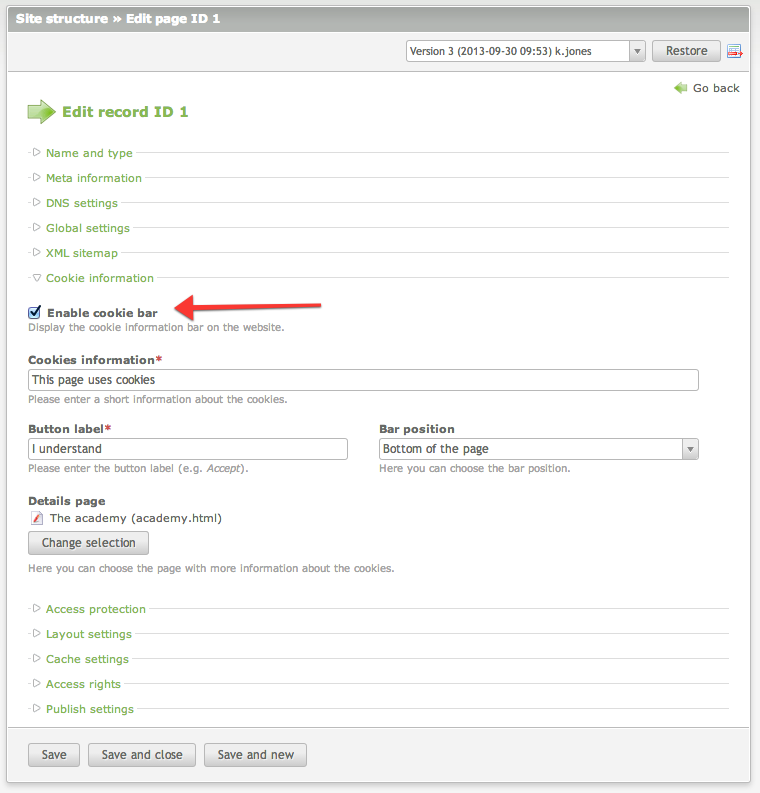 Site structure » Edit page ID 1
Version 3 (2013-09-30 09:53) k.jones
Restore
Go back
Edit record ID 1
Name and type
Meta information
DNS settings
Global settings
XML sitemap
Cookie information
Enable cookie bar
Display the cookie information bar on the website.
Cookies information*
This page uses cookies
Please enter a short information about the cookies.
Button label*
I understand
Please enter the button label (e.g. Accept).
Bar position
Bottom of the page
Here you can choose the bar position.
Details page
The academy (academy.html)
Change selection
Here you can choose the page with more information about the cookies.
Access protection
Layout settings
Cache settings
Access rights
Publish settings
Save
Save and close
Save and new